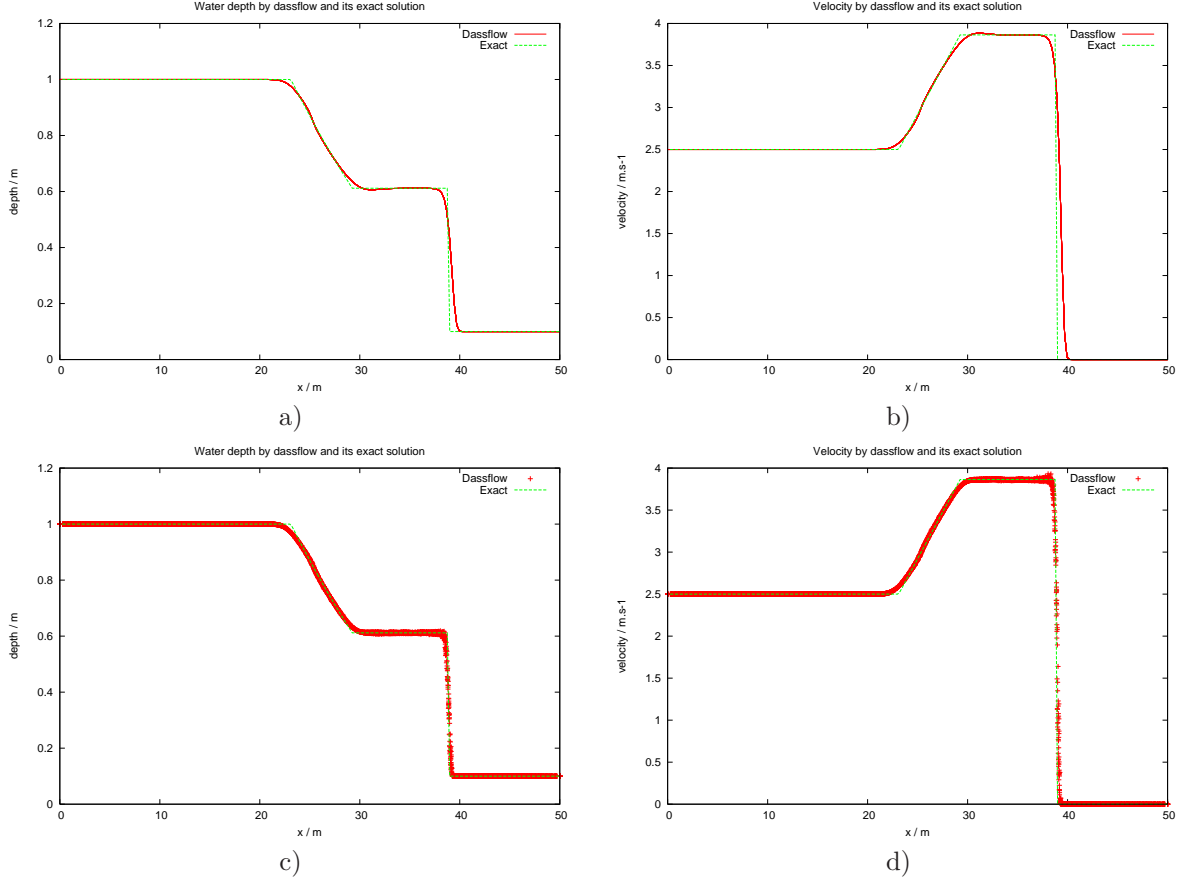 Water depth by dassflow and its exact solution
1.2
Dassflow
Exact
1
0.8
depth / m
0.6
0.4
0.2
0
0 10 20 30 40 50
x / m
a)
Velocity by dassflow and its exact solution
4
Dassflow
Exact
3.5
3
2.5
velocity / m.s-1
2
1.5
1
0.5
0
0 10 20 30 40 50
x / m
b)
Water depth by dassflow and its exact solution
1.2
Dassflow
Exact
1
0.8
depth / m
0.6
0.4
0.2
0
0 10 20 30 40 50
x / m
c)
Velocity by dassflow and its exact solution
4
Dassflow
Exact
3.5
3
2.5
velocity / m.s-1
2
1.5
1
0.5
0
0 10 20 30 40 50
x / m
d)